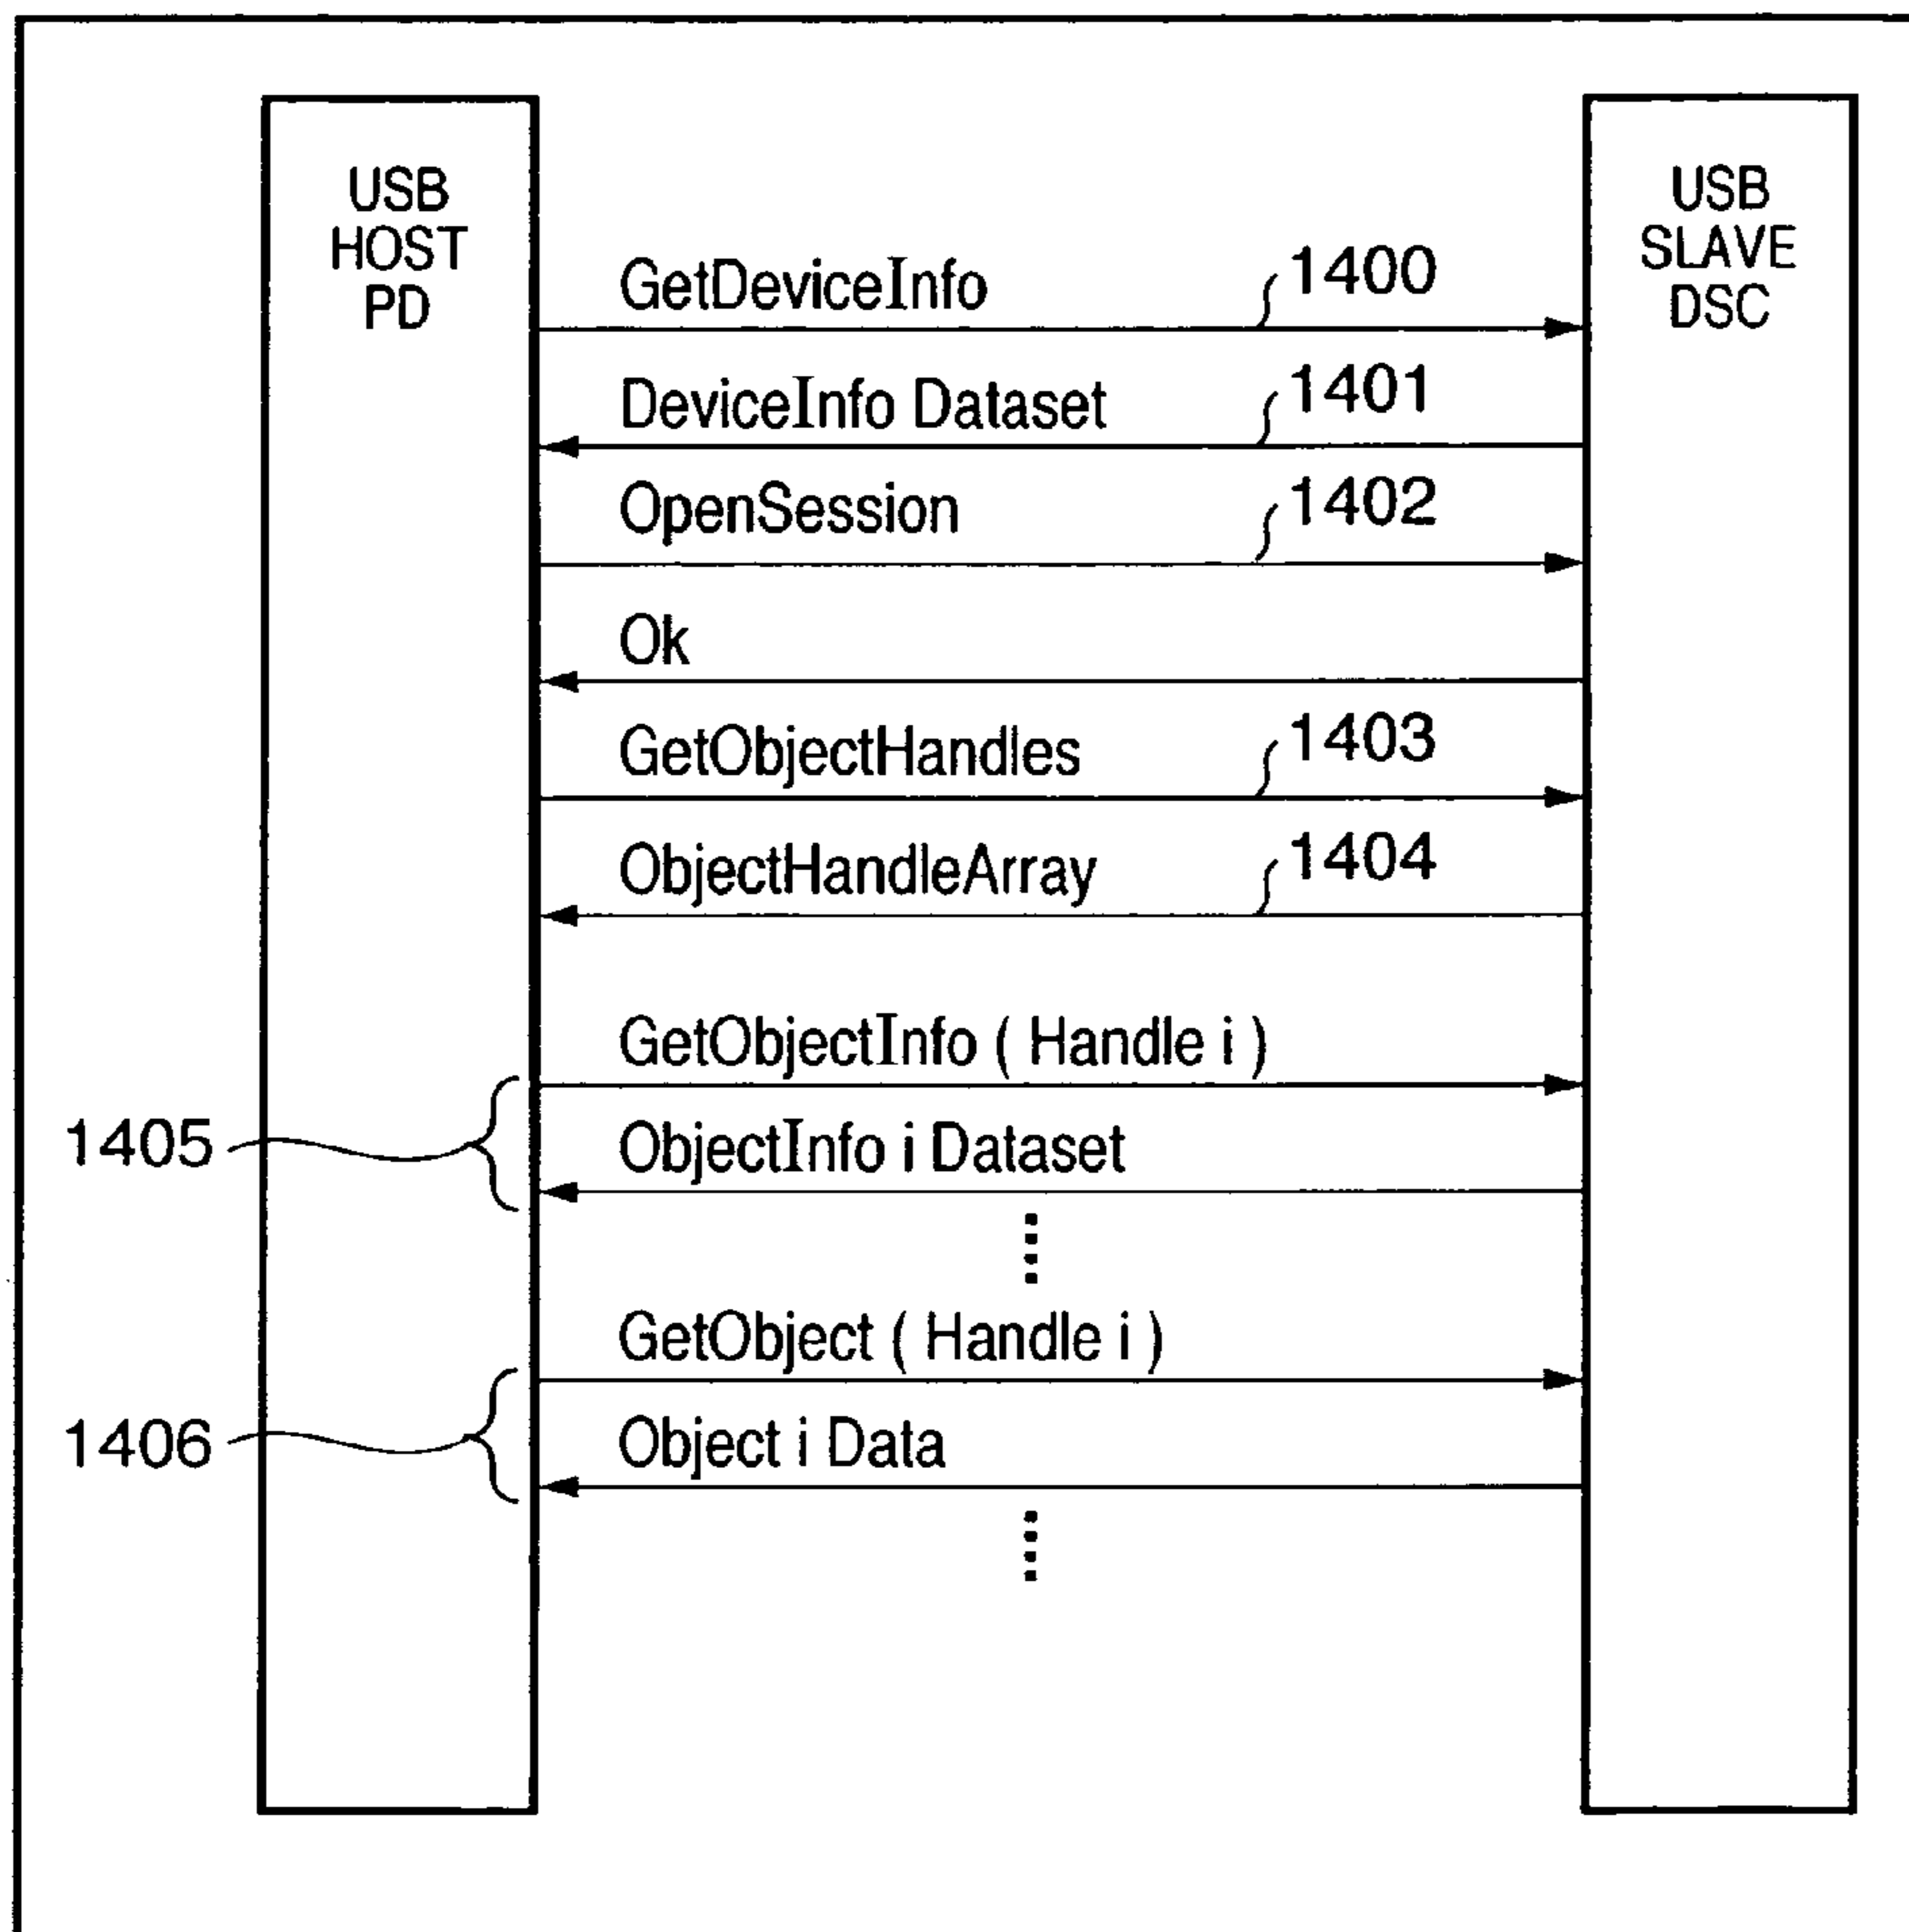 USB
HOST
PD
USB
SLAVE
DSC
GetDeviceInfo 1400
DeviceInfo Dataset 1401
OpenSession 1402
Ok
GetObjectHandles 1403
ObjectHandleArray 1404
GetObjectInfo ( Handle i )
1405 ObjectInfo i Dataset
GetObject ( Handle i )
1406 Object i Data